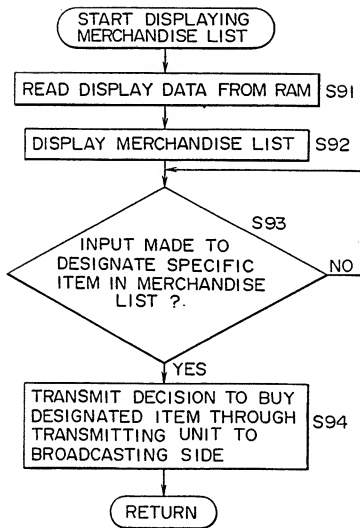 START DISPLAYING
MERCHANDISE LIST
READ DISPLAY DATA FROM RAM
S91
DISPLAY MERCHANDISE LIST
S92
S93
INPUT MADE TO
DESIGNATE SPECIFIC
ITEM IN MERCHANDISE
LIST ?.
NO
YES
TRANSMIT DECISION TO BUY
DESIGNATED ITEM THROUGH
TRANSMITTING UNIT TO
BROADCASTING SIDE
S94
RETURN